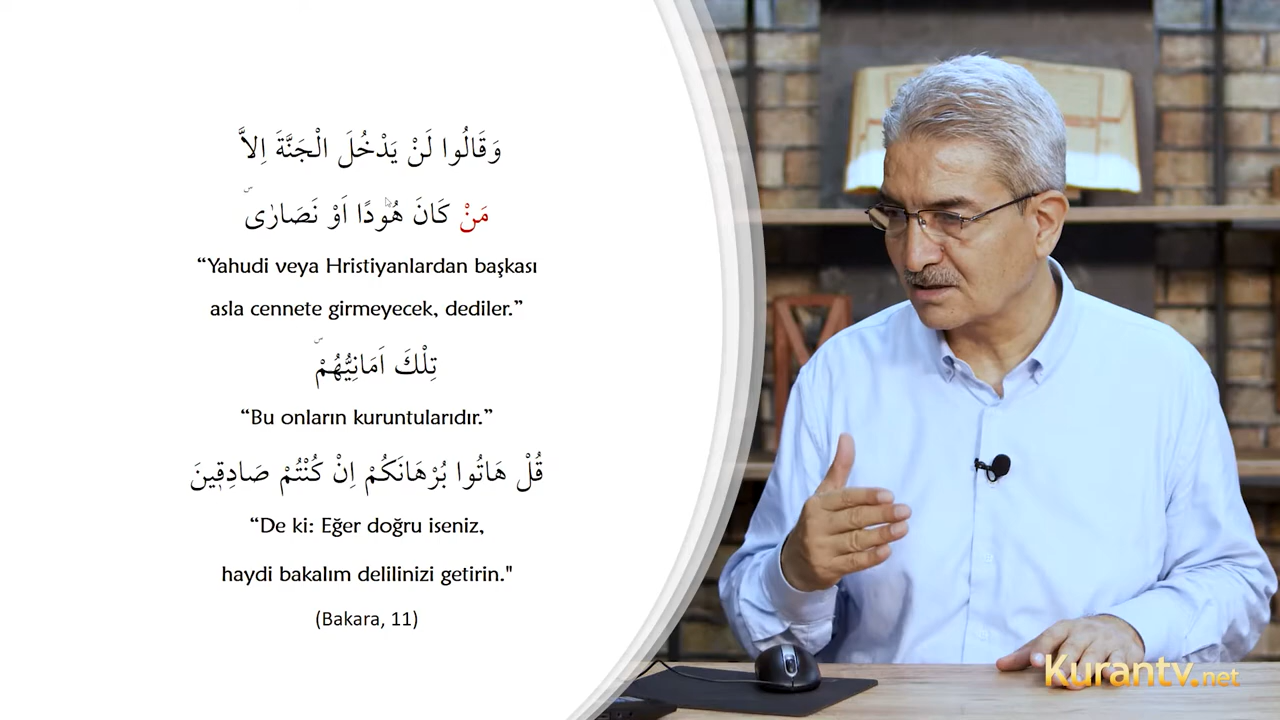 وَقَالُوا لَنْ يَدْخُلَ الْجَنَّةَ اِلاَّ
مَنْ كَانَ هُودًا اَوْ نَصَارٰىۜ
“Yahudi veya Hristiyanlardan başkası
asla cennete girmeyecek, dediler.”
تِلْكَ اَمَانِيُّهُمْۜ
“Bu onların kuruntularıdır.”
قُلْ هَاتُوا بُرْهَانَكُمْ اِنْ كُنْتُمْ صَادِق۪ينَ
“De ki: Eğer doğru iseniz,
haydi bakalım delilinizi getirin."
(Bakara, 11)
Kurantv.net